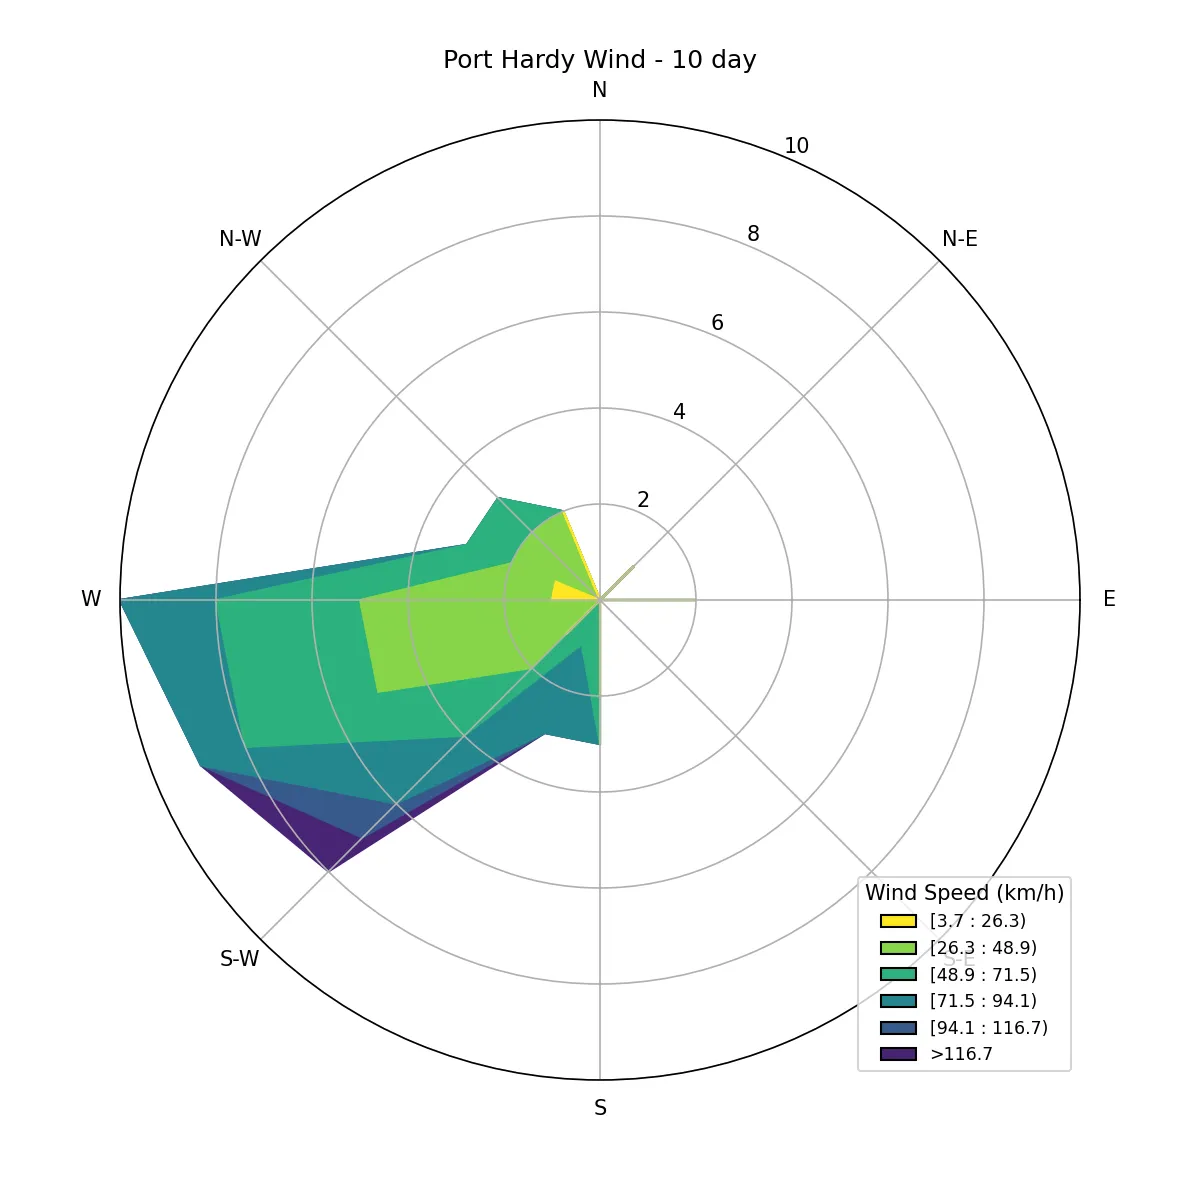 Port Hardy Wind - 10 day
N
10
N-W
8
N-E
6
4
2
W
E
S-W
S-E
S
Wind Speed (km/h)
[3.7 : 26.3)
[26.3 : 48.9)
[48.9 : 71.5)
[71.5 : 94.1)
[94.1 : 116.7)
>116.7